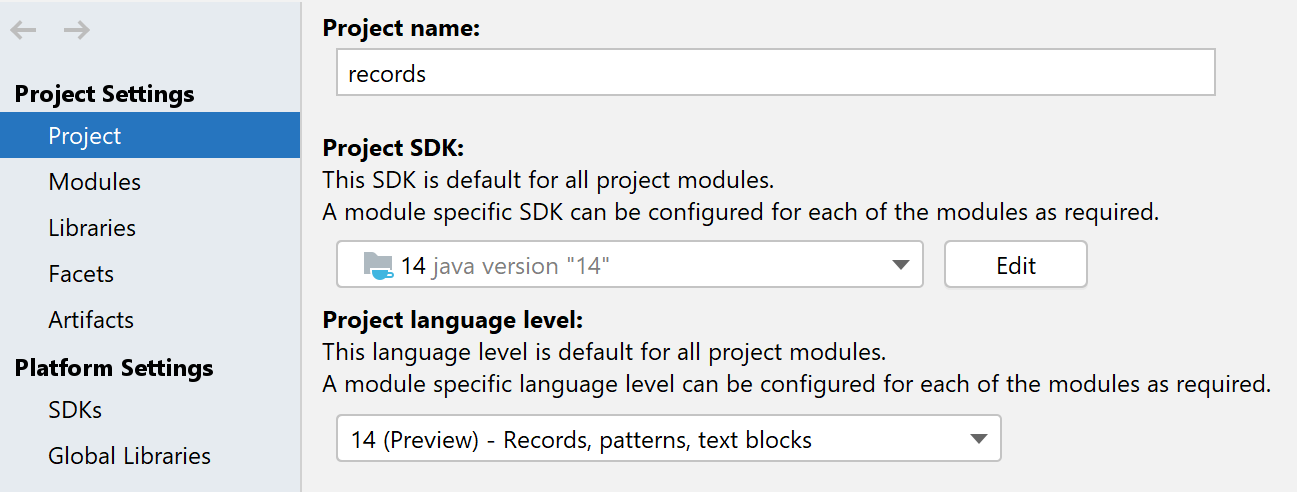 Project Settings
Project
Modules
Libraries
Facets
Artifacts
Platform Settings
SDKs
Global Libraries
Project name:
records
Project SDK:
This SDK is default for all project modules.
A module specific SDK can be configured for each of the modules as required.
14 java version "14"
Edit
Project language level:
This language level is default for all project modules.
A module specific language level can be configured for each of the modules as required.
14 (Preview) - Records, patterns, text blocks